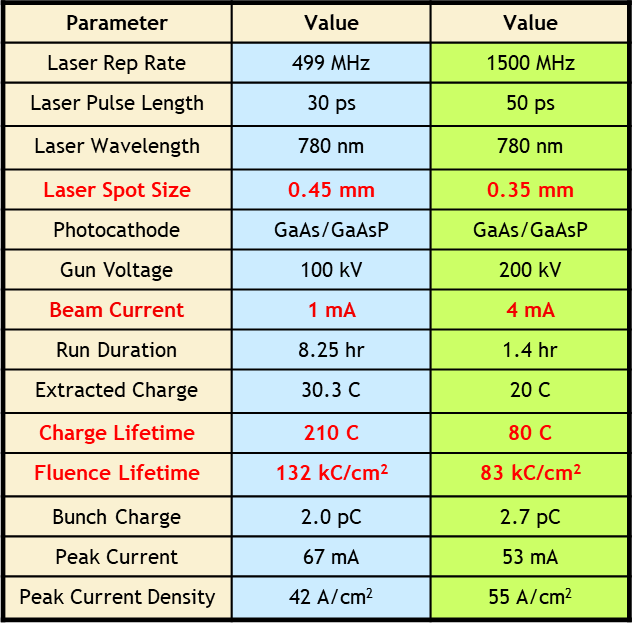 Parameter Value Value
Laser Rep Rate 499 MHz 1500 MHz
Laser Pulse Length 30 ps 50 ps
Laser Wavelength 780 nm 780 nm
Laser Spot Size 0.45 mm 0.35 mm
Photocathode GaAs/GaAsP GaAs/GaAsP
Gun Voltage 100 kV 200 kV
Beam Current 1 mA 4 mA
Run Duration 8.25 hr 1.4 hr
Extracted Charge 30.3 C 20 C
Charge Lifetime 210 C 80 C
Fluence Lifetime 132 kC/cm² 83 kC/cm²
Bunch Charge 2.0 pC 2.7 pC
Peak Current 67 mA 53 mA
Peak Current Density 42 A/cm² 55 A/cm²